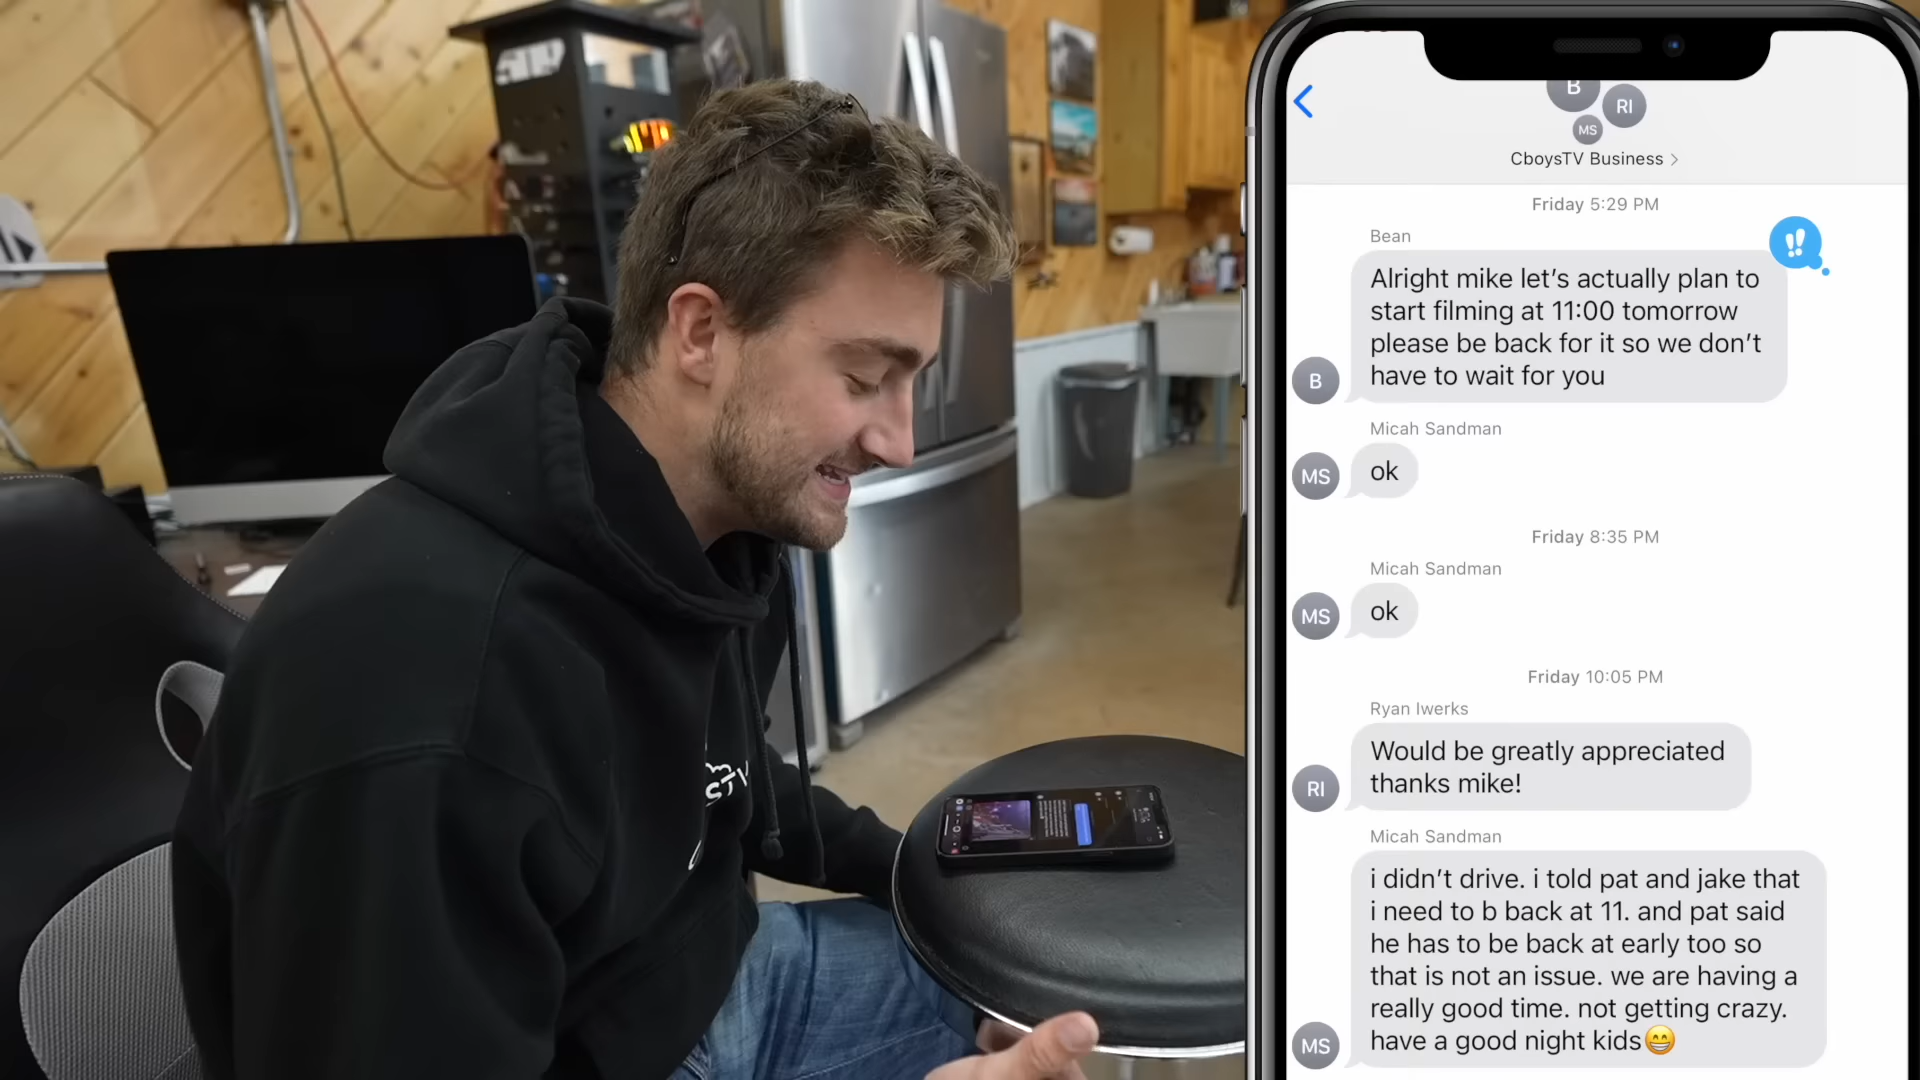 509
B
RI
MS
CboysTV Business
Friday 5:29 PM
Bean
Alright mike let's actually plan to
start filming at 11:00 tomorrow
please be back for it so we don't
have to wait for you
B
Micah Sandman
ok
MS
Friday 8:35 PM
Micah Sandman
ok
MS
Friday 10:05 PM
Ryan Iwerks
Would be greatly appreciated
thanks mike!
RI
Micah Sandman
i didn't drive. i told pat and jake that
i need to b back at 11. and pat said
he has to be back at early too so
that is not an issue. we are having a
really good time. not getting crazy.
have a good night kids😁
MS